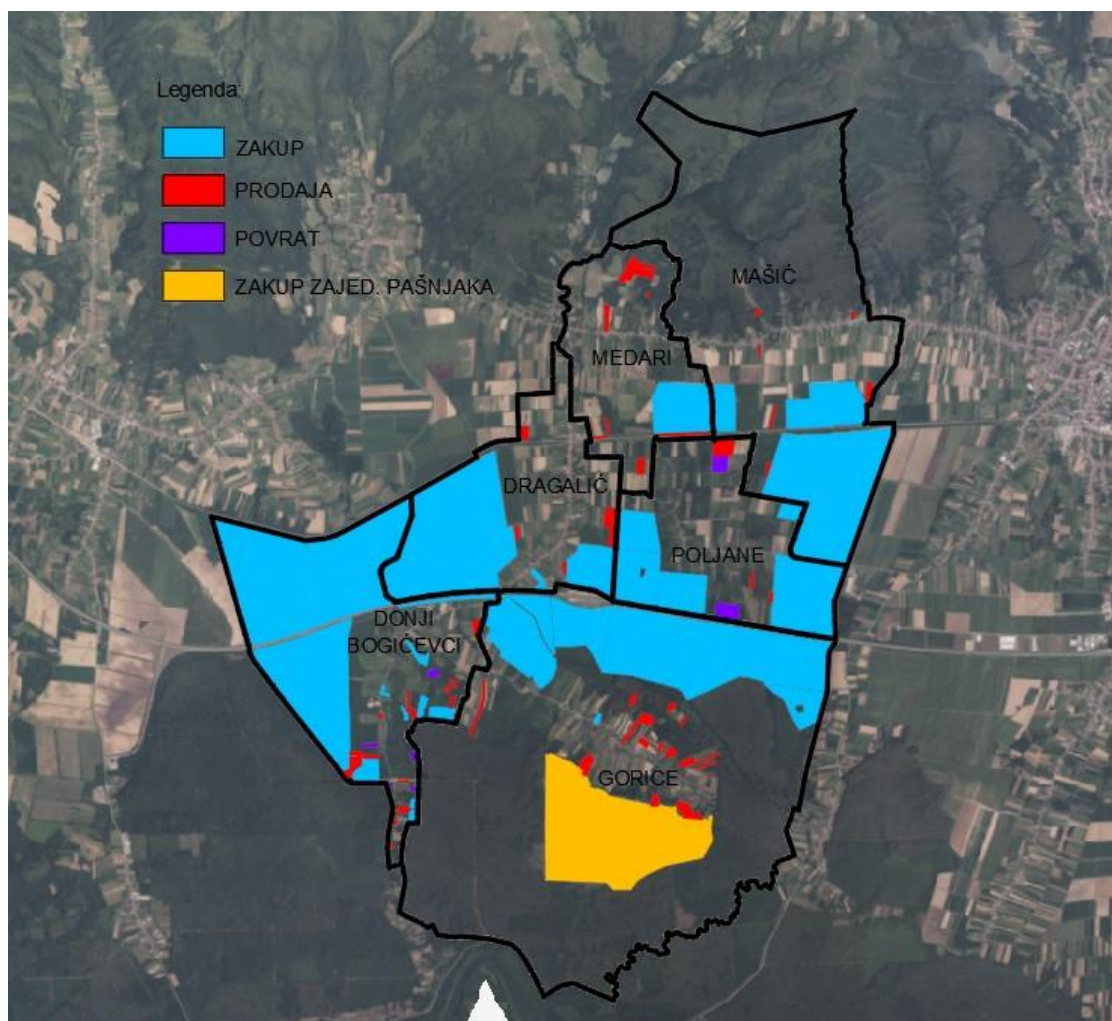 Legenda:
ZAKUP
PRODAJA
POVRAT
ZAKUP ZAJED. PAŠNJAKA
MAŠIĆ
MEDARI
DRAGALIĆ
POLJANE
DONJI
BOGIĆEVCI
GORICE